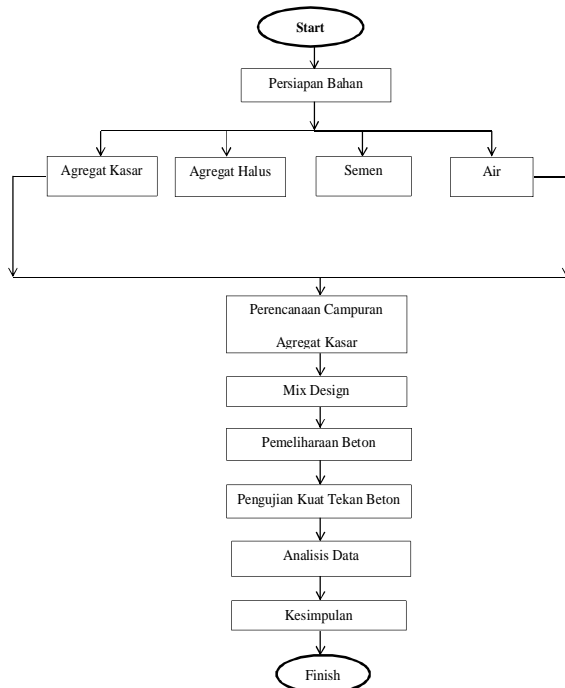 Start
Persiapan Bahan
Agregat Kasar
Agregat Halus
Semen
Air
Perencanaan Campuran
Agregat Kasar
Mix Design
Pemeliharaan Beton
Pengujian Kuat Tekan Beton
Analisis Data
Kesimpulan
Finish